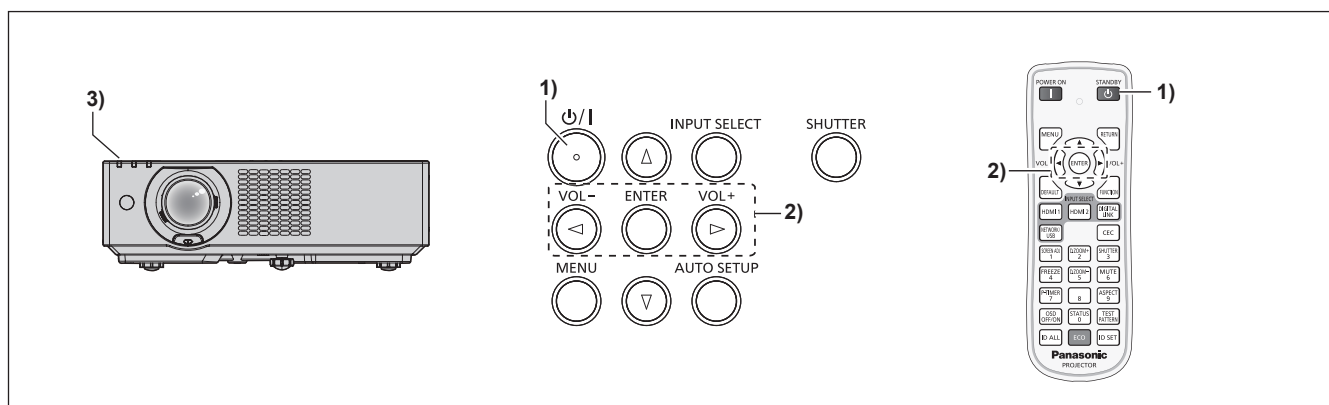 3)
1)
⏻/|
INPUT SELECT
SHUTTER
VOL−
ENTER
VOL+
2)
MENU
AUTO SETUP
POWER ON
STANDBY
1)
MENU
RETURN
VOL
ENTER
VOL+
2)
DEFAULT
FUNCTION
INPUT SELECT
HDMI 1
HDMI 2
DIGITAL
LINK
NETWORK/
USB
CEC
SCREEN ADJ
1
D.ZOOM+
2
SHUTTER
3
FREEZE
4
D.ZOOM−
5
MUTE
6
P-TIMER
7
8
ASPECT
9
OSD
OFF/ON
STATUS
0
TEST
PATTERN
ID ALL
ECO
ID SET
Panasonic
PROJECTOR